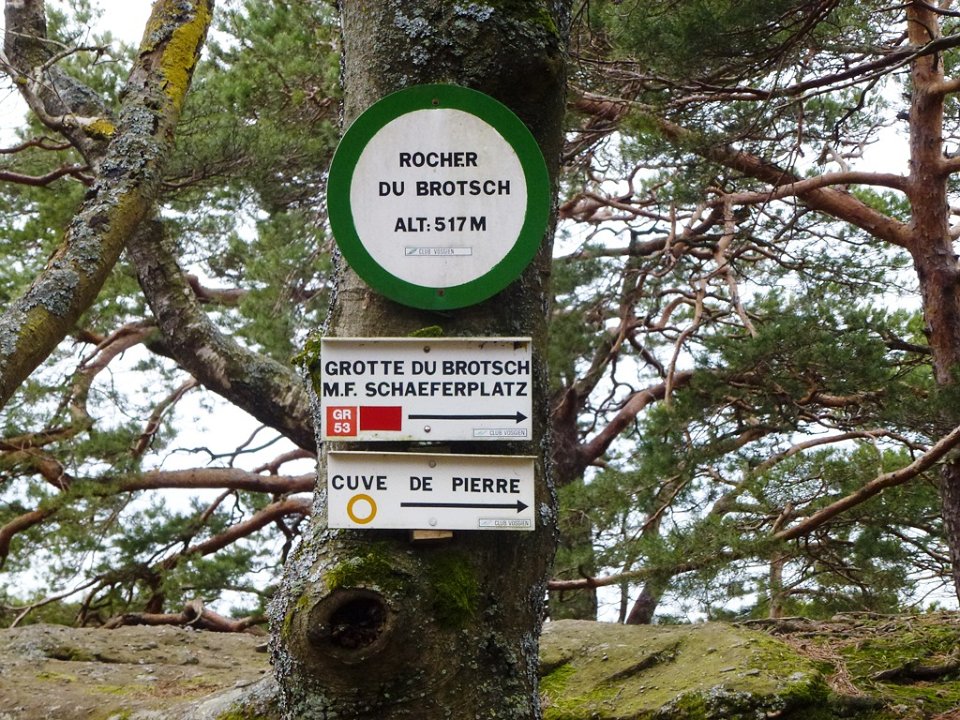 ROCHER
DU BROTSCH
ALT: 517 M
CLUB VOSGIEN
GROTTE DU BROTSCH
M.F. SCHAEFERPLATZ
GR
53
CLUB VOSGIEN
CUVE DE PIERRE
CLUB VOSGIEN